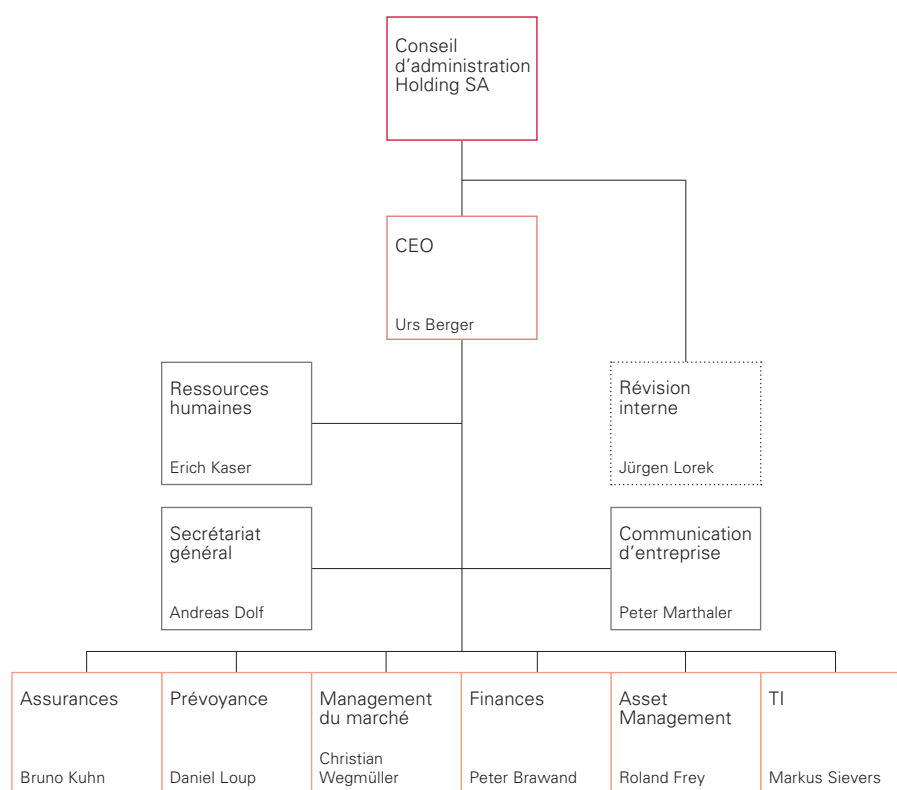 Conseil
d’administration
Holding SA
CEO
Urs Berger
Ressources
humaines
Erich Kaser
Révision
interne
Jürgen Lorek
Secrétariat
général
Andreas Dolf
Communication
d’entreprise
Peter Marthaler
Assurances
Bruno Kuhn
Prévoyance
Daniel Loup
Management
du marché
Christian
Wegmüller
Finances
Peter Brawand
Asset
Management
Roland Frey
TI
Markus Sievers